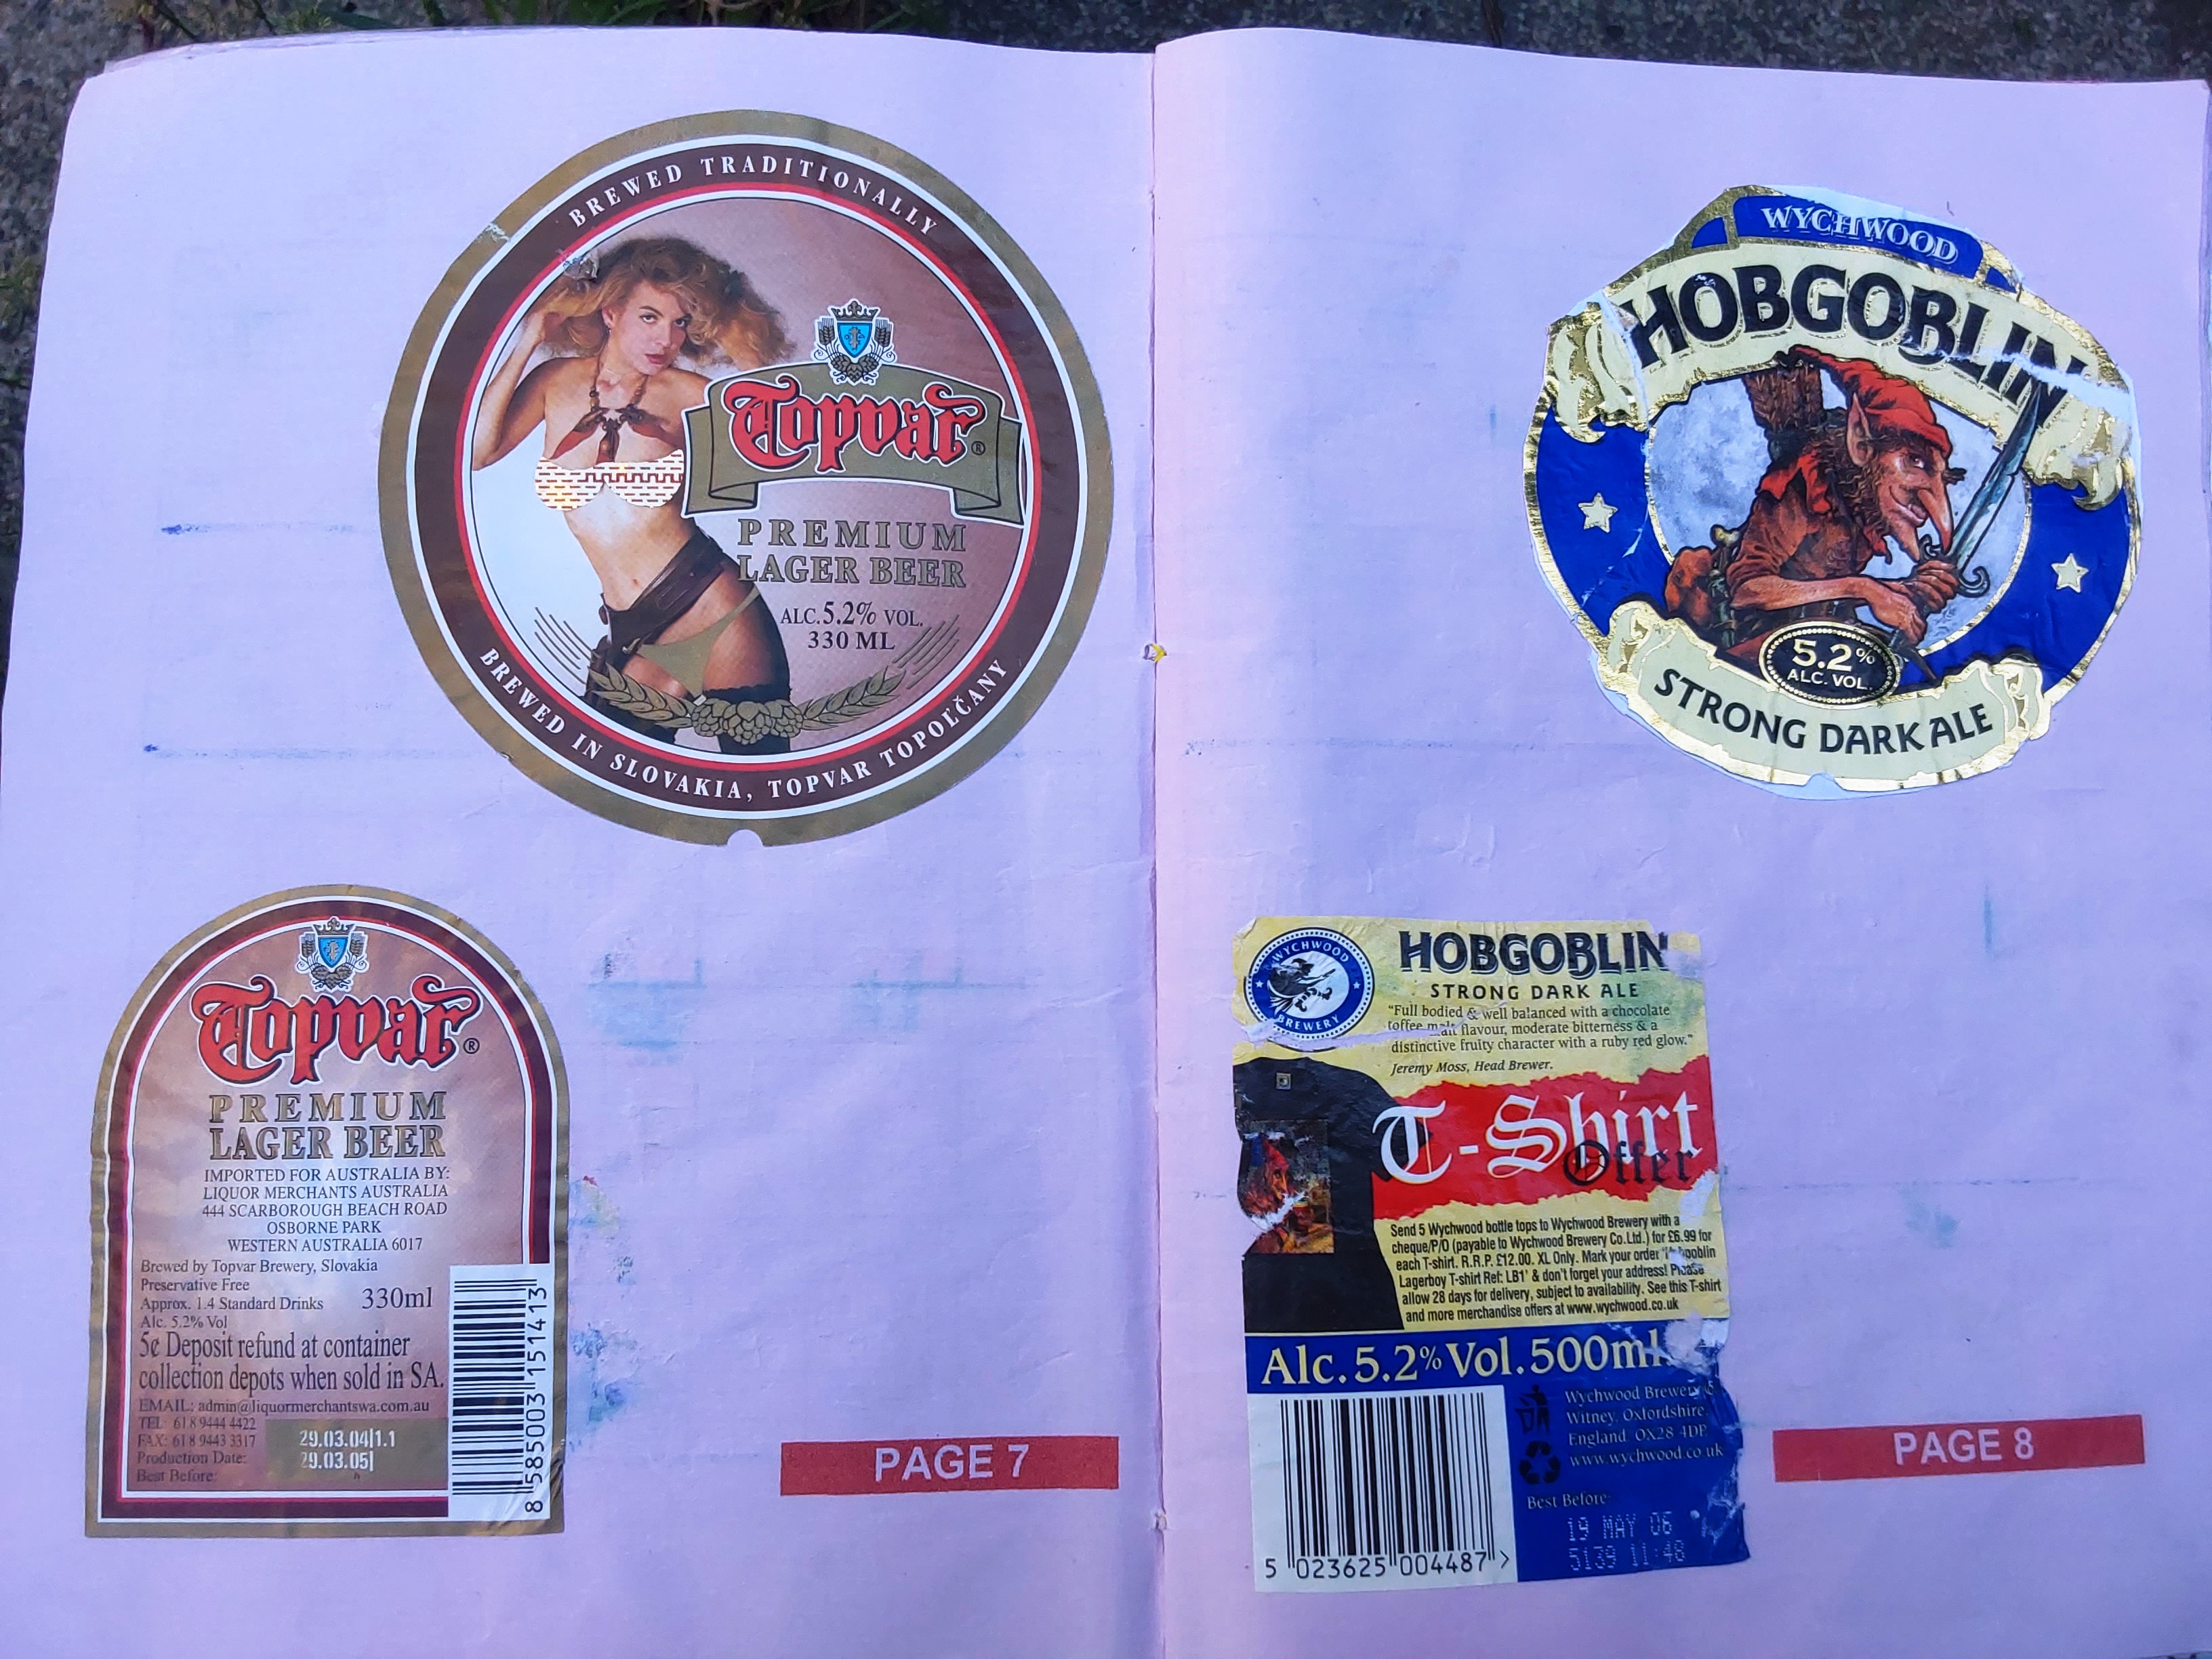 BREWED TRADITIONALLY
Topvar®
PREMIUM
LAGER BEER
ALC. 5.2% VOL.
330 ML
BREWED IN SLOVAKIA, TOPVAR TOPOĽČANY
Topvar®
PREMIUM
LAGER BEER
IMPORTED FOR AUSTRALIA BY:
LIQUOR MERCHANTS AUSTRALIA
444 SCARBOROUGH BEACH ROAD
OSBORNE PARK
WESTERN AUSTRALIA 6017
Brewed by Topvar Brewery, Slovakia
Preservative Free
Approx. 1.4 Standard Drinks 330ml
Alc. 5.2% Vol
5¢ Deposit refund at container
collection depots when sold in SA.
EMAIL: admin@liquormerchantswa.com.au
TEL 61 8 9444 4422
FAX: 61 8 9443 3317
29.03.04|1.1
Production Date:
29.03.05|
Best Before:
8 585003 151413
PAGE 7
WYCHWOOD
HOBGOBLIN
5.2%
ALC. VOL.
STRONG DARK ALE
WYCHWOOD
BREWERY
HOBGOBLIN
STRONG DARK ALE
"Full bodied & well balanced with a chocolate
toffee malt flavour, moderate bitterness & a
distinctive fruity character with a ruby red glow."
Jeremy Moss, Head Brewer.
T-Shirt
Offer
Send 5 Wychwood bottle tops to Wychwood Brewery with a
cheque/P/O (payable to Wychwood Brewery Co.Ltd.) for £6.99 for
each T-shirt. R.R.P. £12.00. XL Only. Mark your order
Lagerboy T-shirt Ref: LB1' & don't forget your address! Please
allow 28 days for delivery, subject to availability. See this T-shirt
and more merchandise offers at www.wychwood.co.uk
Alc. 5.2% Vol. 500ml
Wychwood Brewery
Witney, Oxfordshire,
England OX28 4DP
www.wychwood.co.uk
Best Before:
19 MAY 06
5139 11:48
5 023625 004487 >
PAGE 8